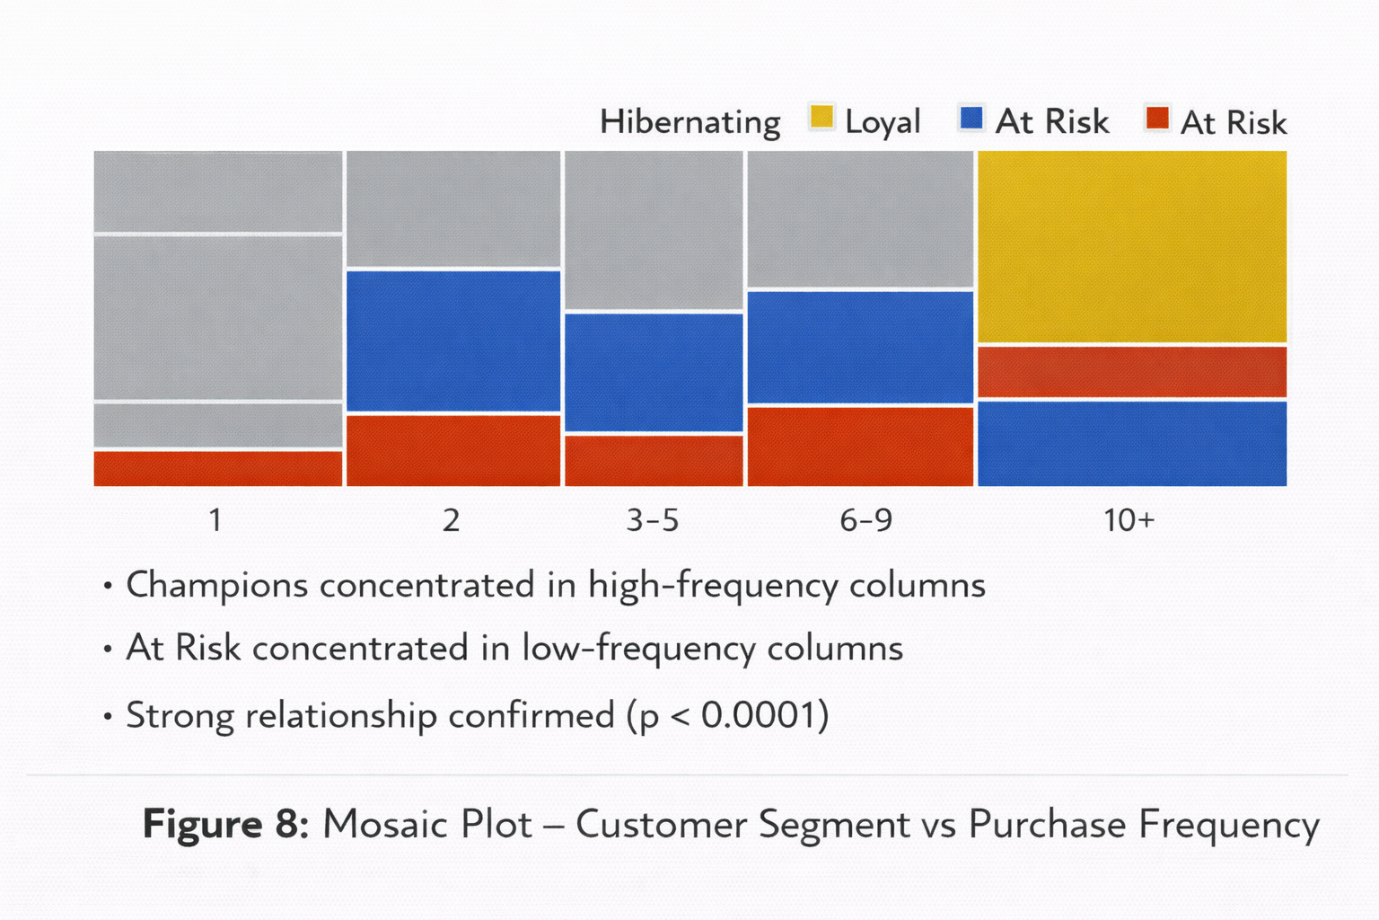 Hibernating Loyal At Risk At Risk
1 2 3-5 6-9 10+
• Champions concentrated in high-frequency columns
• At Risk concentrated in low-frequency columns
• Strong relationship confirmed (p < 0.0001)
Figure 8: Mosaic Plot – Customer Segment vs Purchase Frequency